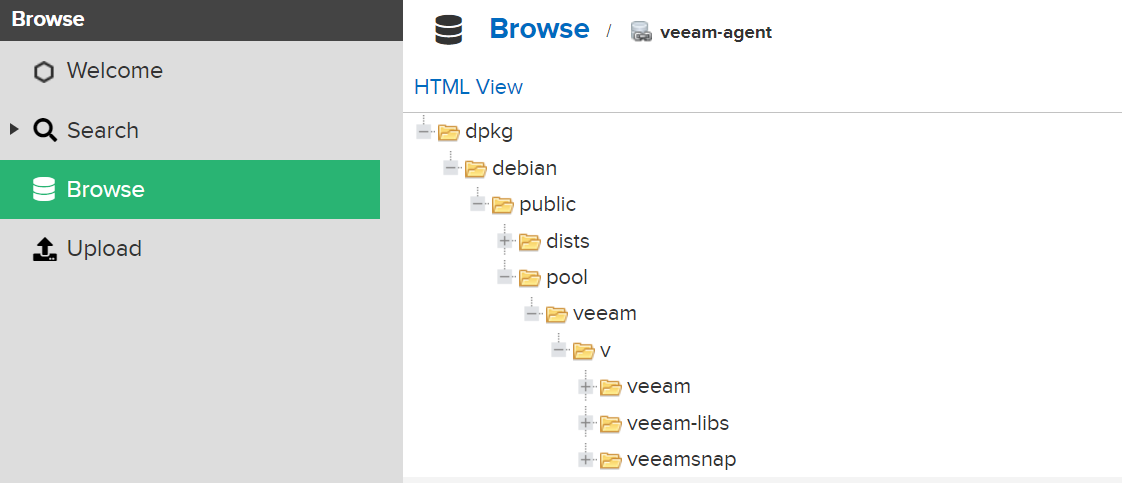 Browse
Welcome
Search
Browse
Upload
Browse / veeam-agent
HTML View
dpkg
debian
public
dists
pool
veeam
v
veeam
veeam-libs
veeamsnap